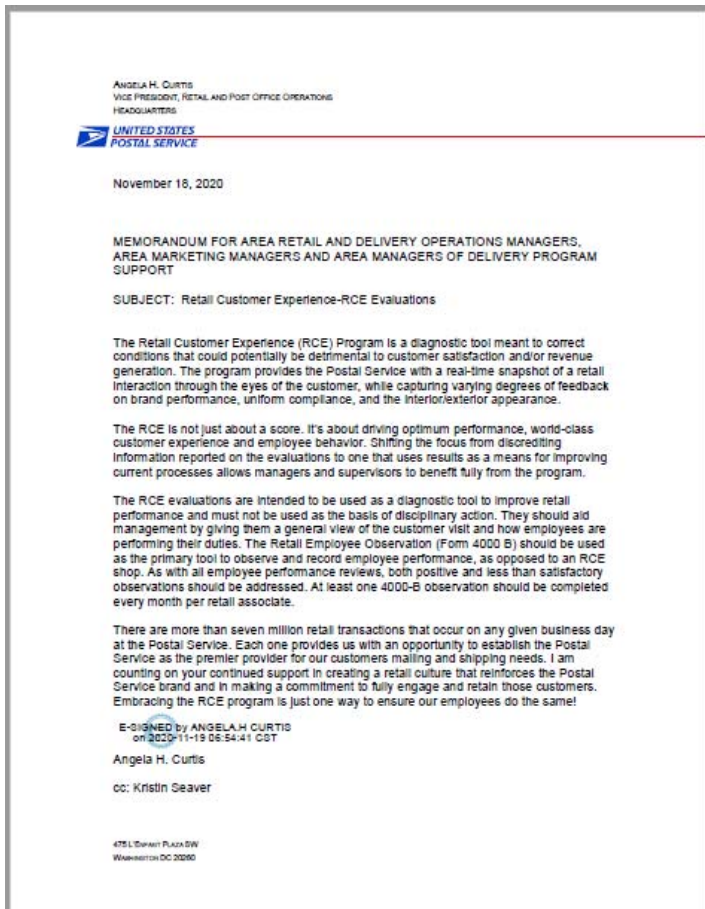 ANGELA H. CURTIS
VICE PRESIDENT, RETAIL AND POST OFFICE OPERATIONS
HEADQUARTERS
UNITED STATES
POSTAL SERVICE
November 18, 2020
MEMORANDUM FOR AREA RETAIL AND DELIVERY OPERATIONS MANAGERS,
AREA MARKETING MANAGERS AND AREA MANAGERS OF DELIVERY PROGRAM
SUPPORT
SUBJECT: Retail Customer Experience-RCE Evaluations
The Retail Customer Experience (RCE) Program is a diagnostic tool meant to correct
conditions that could potentially be detrimental to customer satisfaction and/or revenue
generation. The program provides the Postal Service with a real-time snapshot of a retail
interaction through the eyes of the customer, while capturing varying degrees of feedback
on brand performance, uniform compliance, and the interior/exterior appearance.
The RCE is not just about a score. It's about driving optimum performance, world-class
customer experience and employee behavior. Shifting the focus from discrediting
information reported on the evaluations to one that uses results as a means for improving
current processes allows managers and supervisors to benefit fully from the program.
The RCE evaluations are intended to be used as a diagnostic tool to improve retail
performance and must not be used as the basis of disciplinary action. They should aid
management by giving them a general view of the customer visit and how employees are
performing their duties. The Retail Employee Observation (Form 4000 B) should be used
as the primary tool to observe and record employee performance, as opposed to an RCE
shop. As with all employee performance reviews, both positive and less than satisfactory
observations should be addressed. At least one 4000-B observation should be completed
every month per retail associate.
There are more than seven million retail transactions that occur on any given business day
at the Postal Service. Each one provides us with an opportunity to establish the Postal
Service as the premier provider for our customers mailing and shipping needs. I am
counting on your continued support in creating a retail culture that reinforces the Postal
Service brand and in making a commitment to fully engage and retain those customers.
Embracing the RCE program is just one way to ensure our employees do the same!
E-SIGNED by ANGELA.H CURTIS
on 2020-11-19 06:54:41 CST
Angela H. Curtis
cc: Kristin Seaver
475 L'ENFANT PLAZA SW
WASHINGTON DC 20260